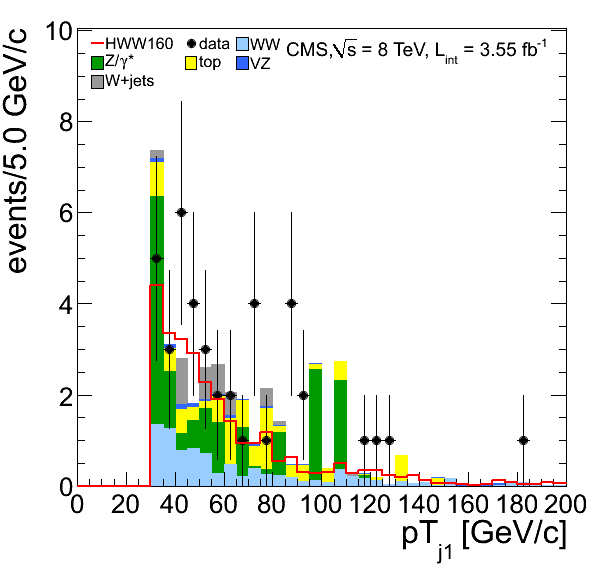 10
HWW160 data WW CMS,√s = 8 TeV, L_int = 3.55 fb⁻¹
Z/γ* top VZ
W+jets
8
6
4
2
0
events/5.0 GeV/c
0 20 40 60 80 100 120 140 160 180 200
pT_j1 [GeV/c]